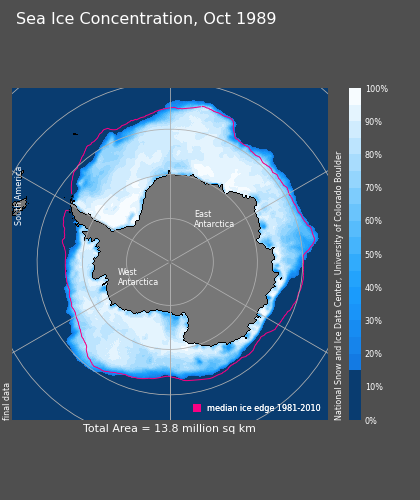 Sea Ice Concentration, Oct 1989
100%
90%
80%
70%
60%
50%
40%
30%
20%
10%
0%
National Snow and Ice Data Center, University of Colorado Boulder
South America
East
Antarctica
West
Antarctica
final data
median ice edge 1981-2010
Total Area = 13.8 million sq km